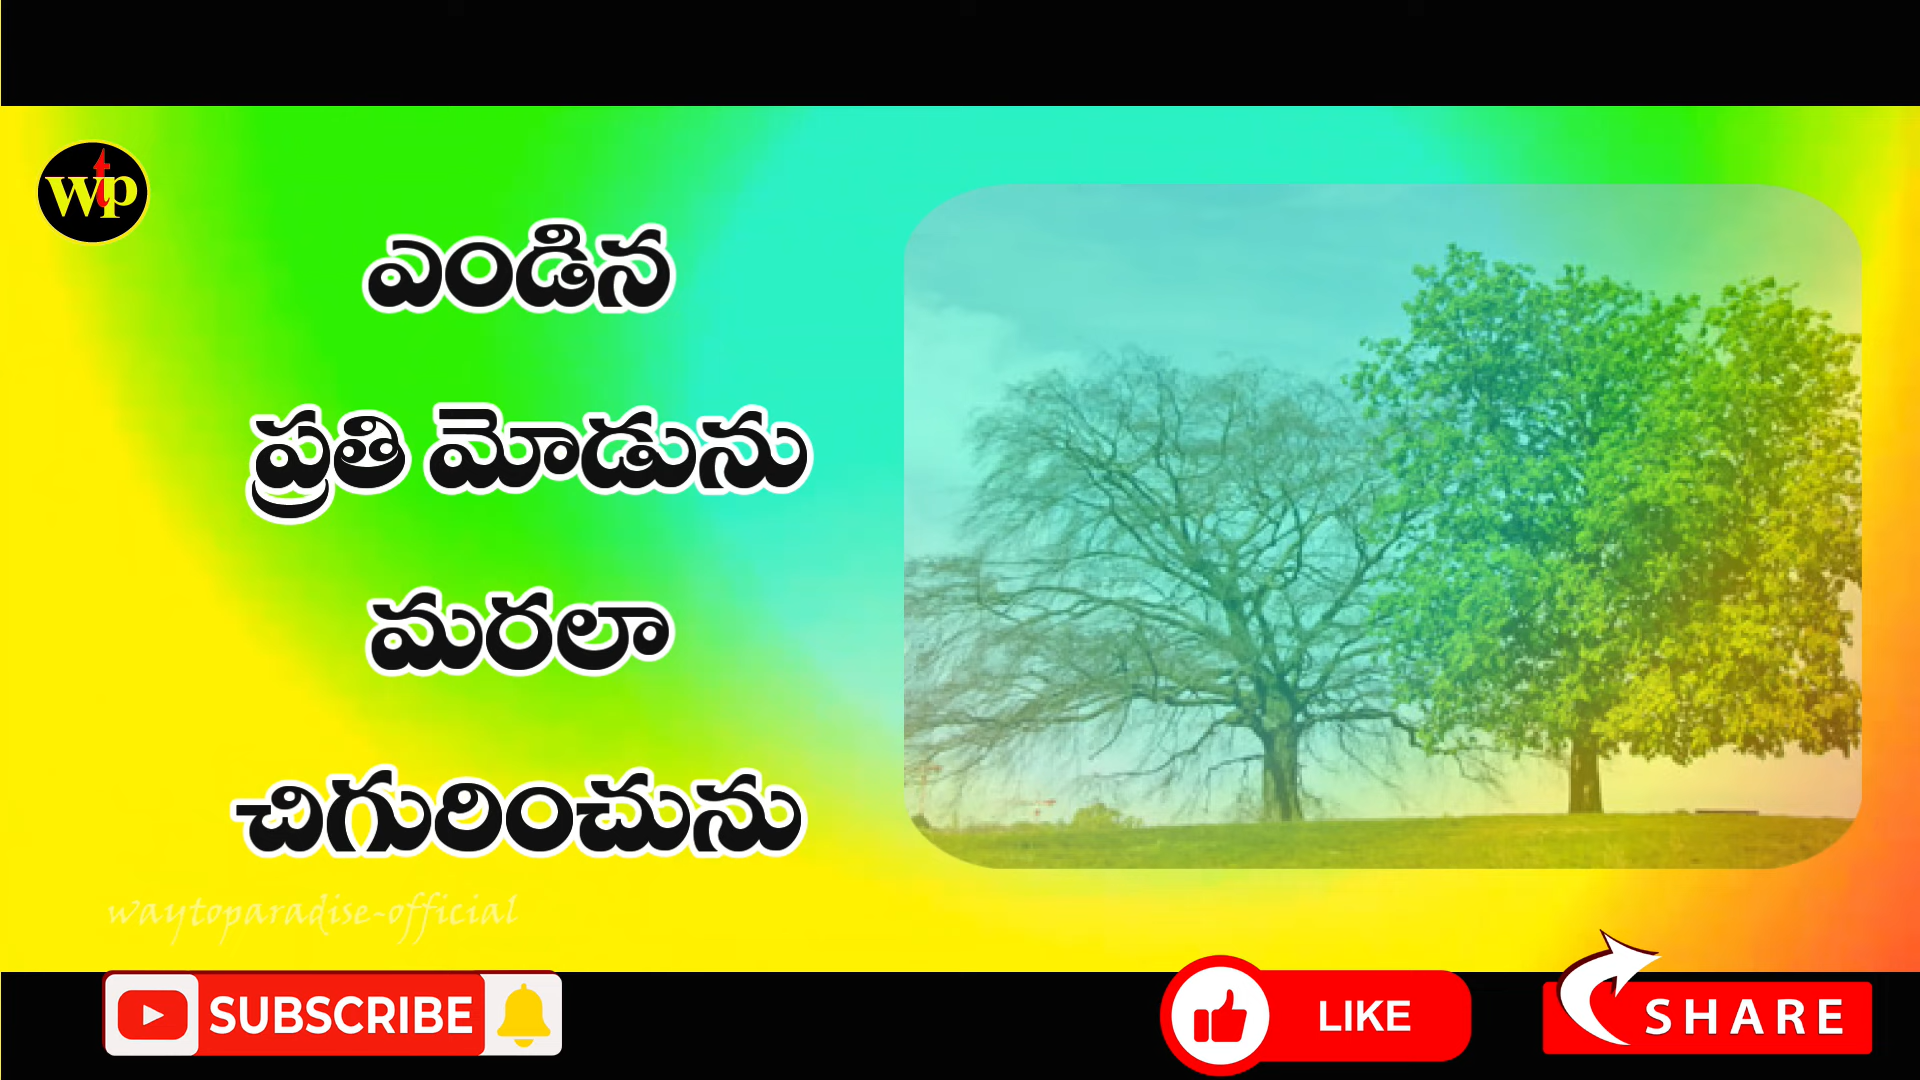 wtp
ఎండిన
ప్రతి మోడును
మరలా
చిగురించును
waytoparadise-official
SUBSCRIBE
LIKE
SHARE